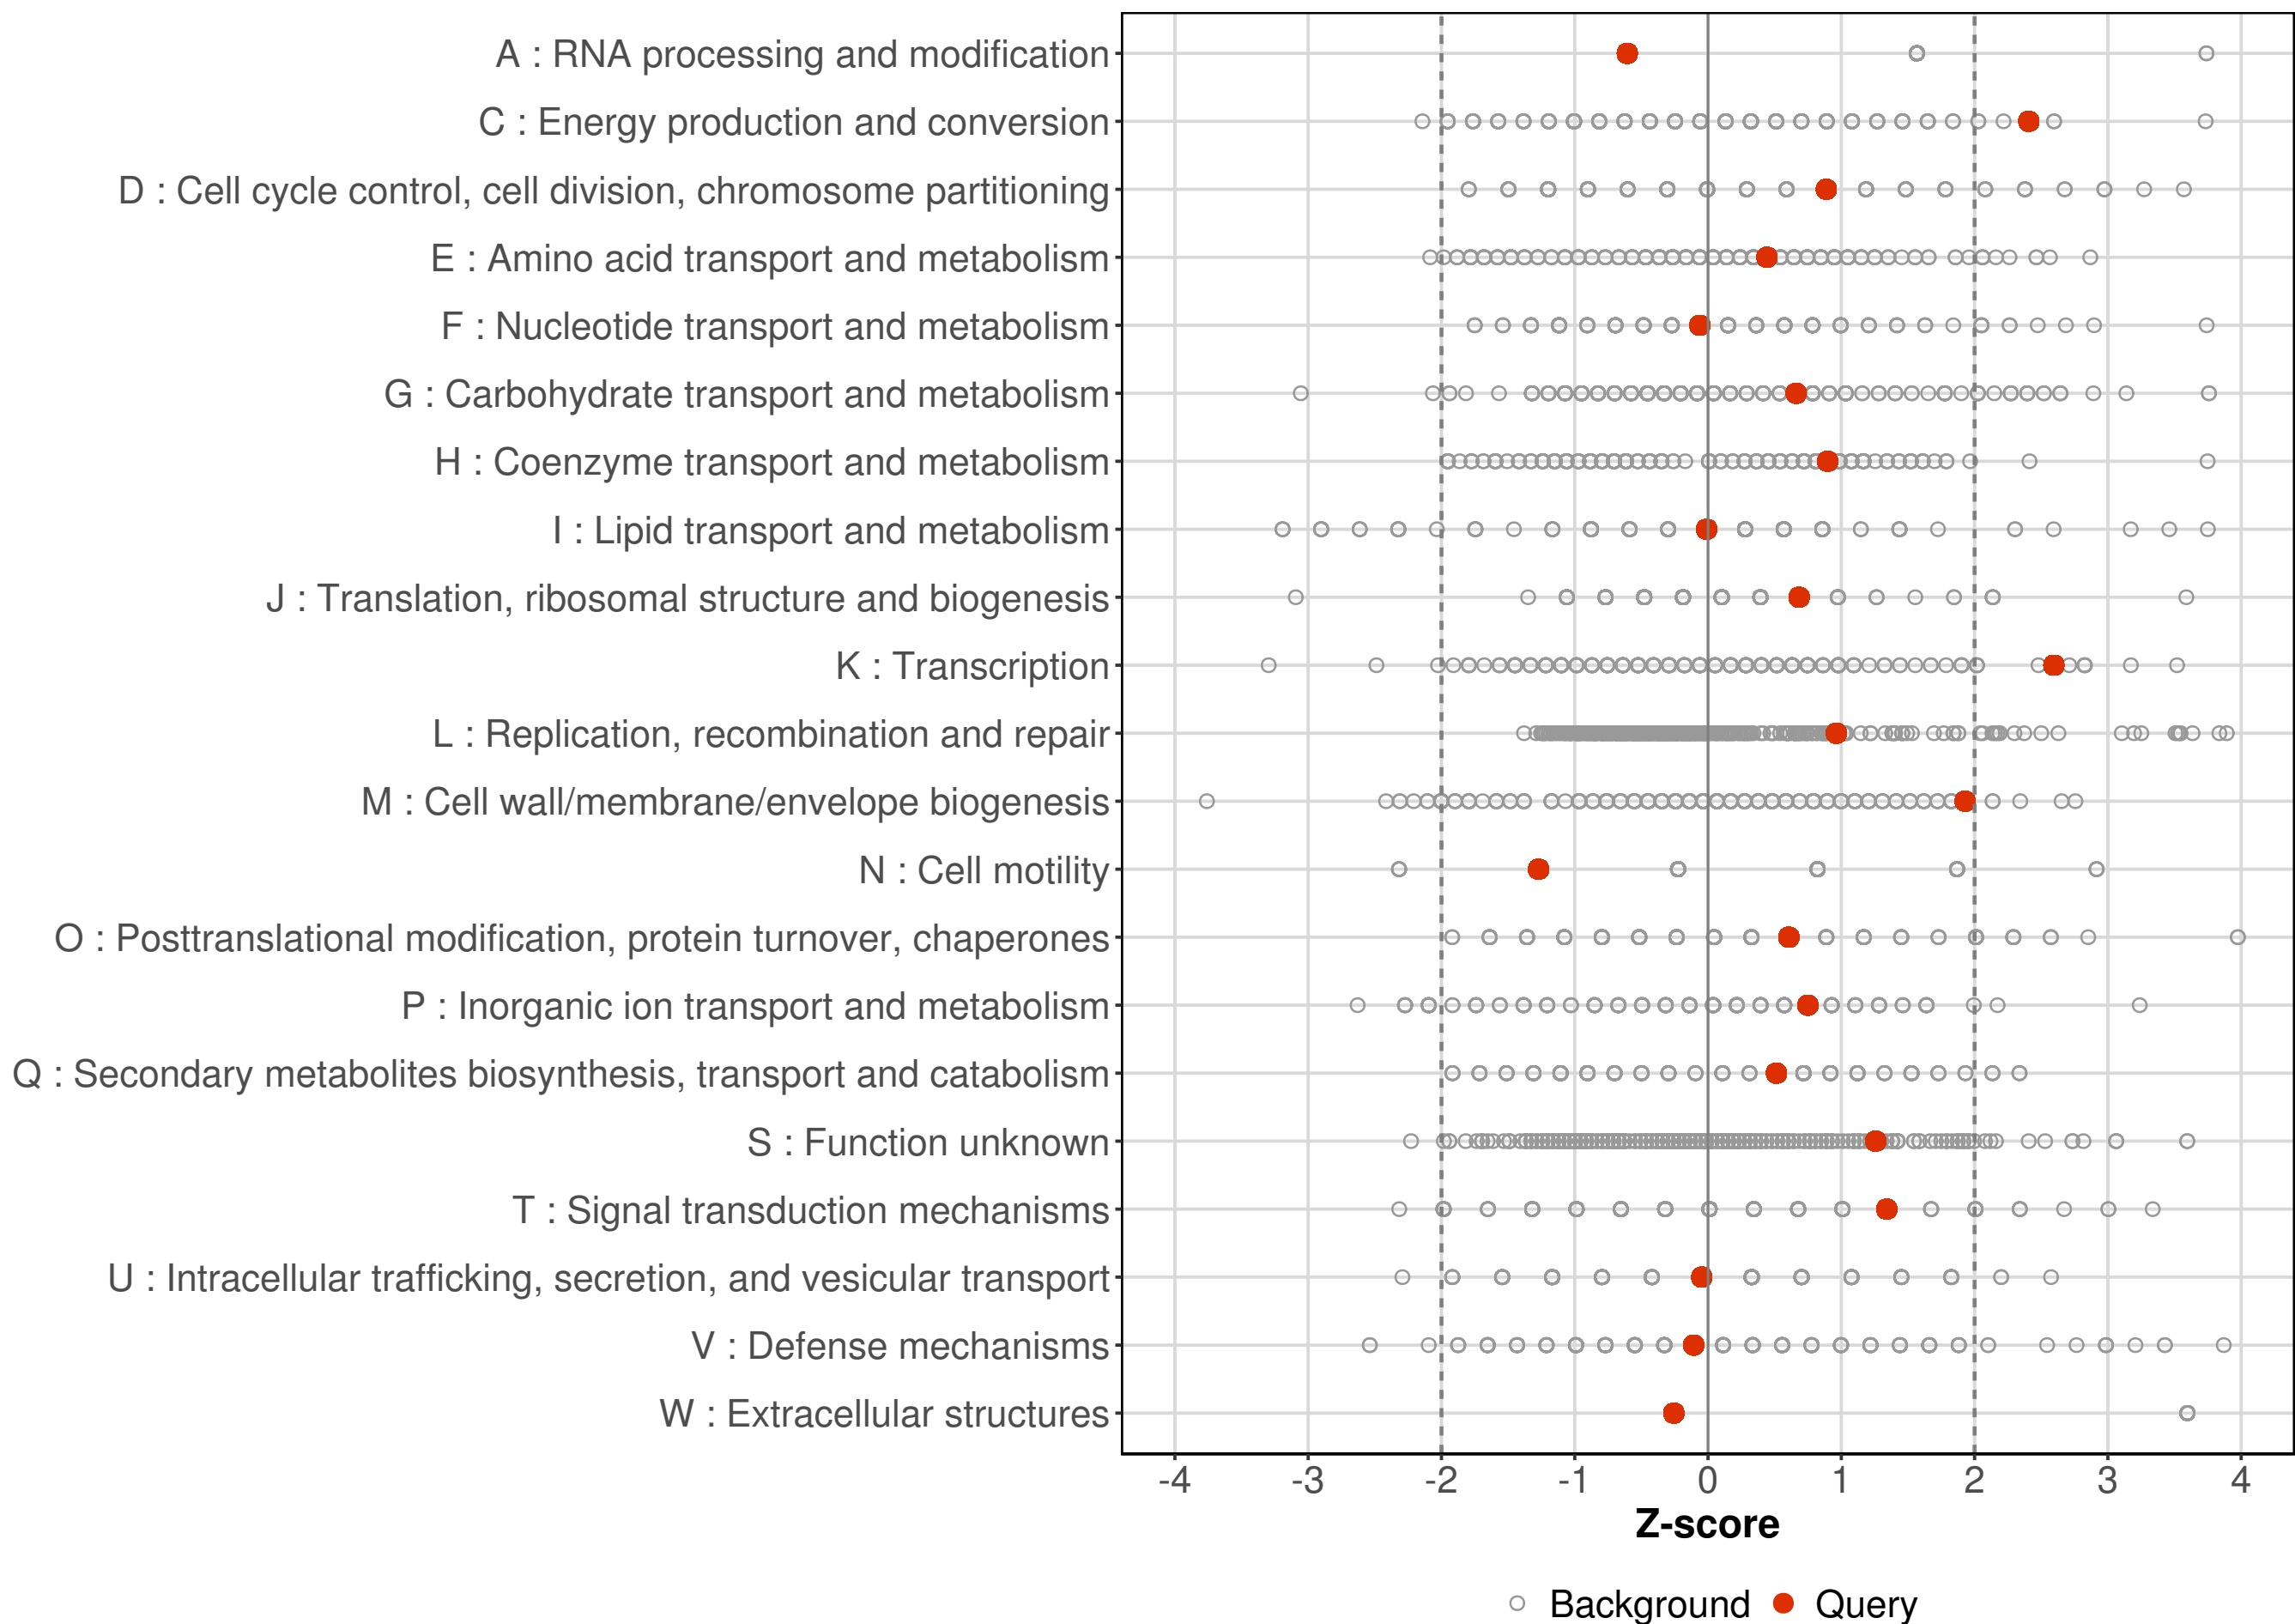 A : RNA processing and modification
C : Energy production and conversion
D : Cell cycle control, cell division, chromosome partitioning
E : Amino acid transport and metabolism
F : Nucleotide transport and metabolism
G : Carbohydrate transport and metabolism
H : Coenzyme transport and metabolism
I : Lipid transport and metabolism
J : Translation, ribosomal structure and biogenesis
K : Transcription
L : Replication, recombination and repair
M : Cell wall/membrane/envelope biogenesis
N : Cell motility
O : Posttranslational modification, protein turnover, chaperones
P : Inorganic ion transport and metabolism
Q : Secondary metabolites biosynthesis, transport and catabolism
S : Function unknown
T : Signal transduction mechanisms
U : Intracellular trafficking, secretion, and vesicular transport
V : Defense mechanisms
W : Extracellular structures
-4 -3 -2 -1 0 1 2 3 4
Z-score
Background Query